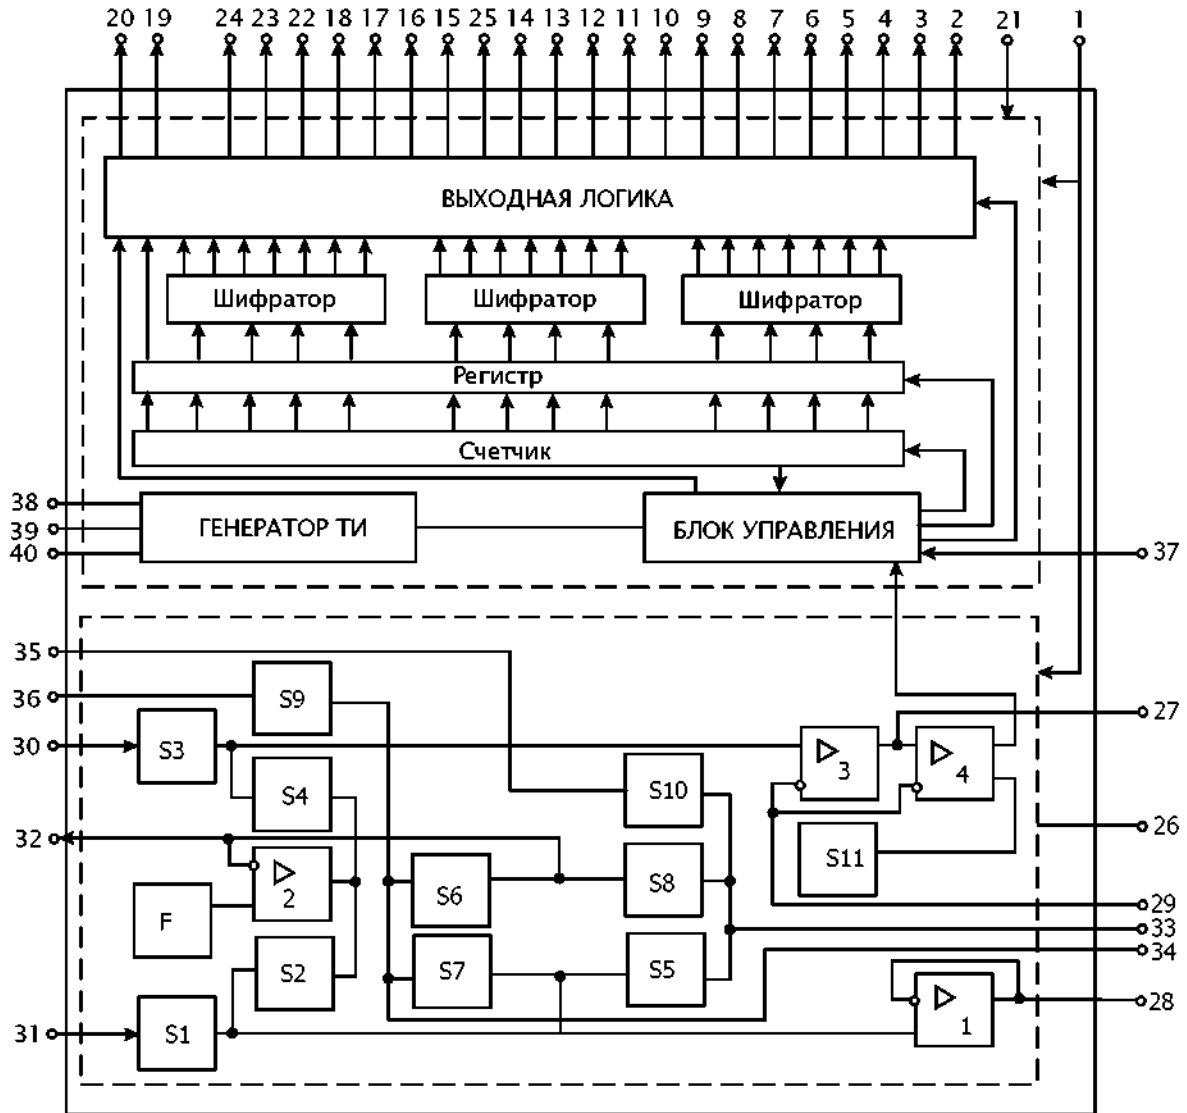 20 19 24 23 22 18 17 16 15 25 14 13 12 11 10 9 8 7 6 5 4 3 2 21 1
ВЫХОДНАЯ ЛОГИКА
Шифратор Шифратор Шифратор
Регистр
Счетчик
38
ГЕНЕРАТОР ТИ БЛОК УПРАВЛЕНИЯ
39
40 37
35
36 S9
27
30 S3 3 4
S4 S10
32 26
S11
2 S6 S8
F 29
33
34
S2 S7 S5
28
31 S1 1